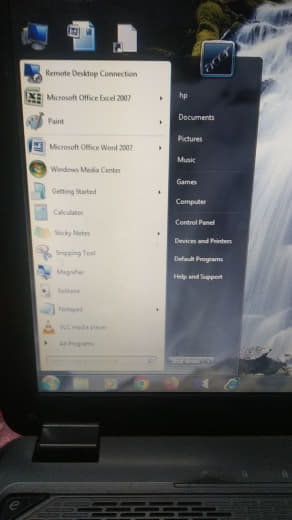 Remote Desktop Connection
Microsoft Office Excel 2007
Paint
Microsoft Office Word 2007
Windows Media Center
Getting Started
Calculator
Sticky Notes
Snipping Tool
Magnifier
Solitaire
Notepad
VLC media player
All Programs
hp
Documents
Pictures
Music
Games
Computer
Control Panel
Devices and Printers
Default Programs
Help and Support
Shut down